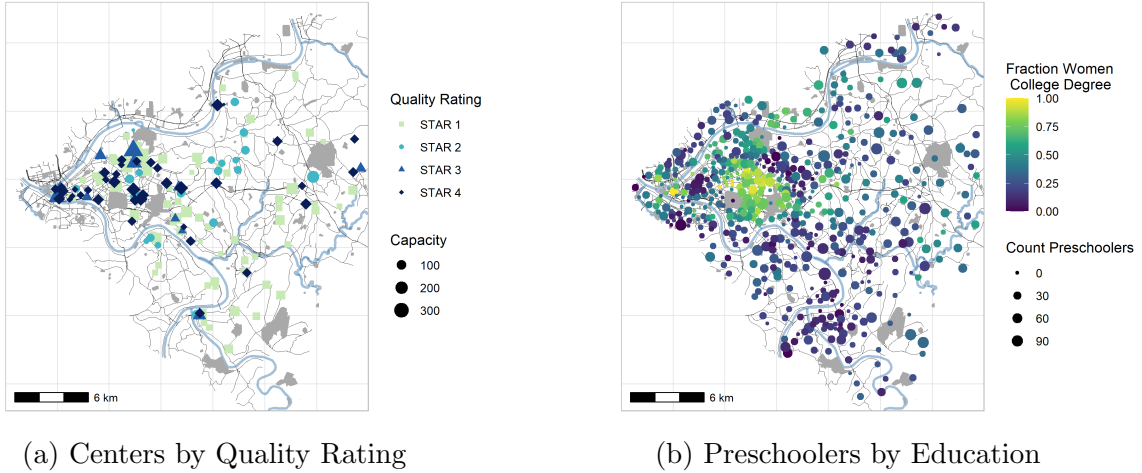 Quality Rating
STAR 1
STAR 2
STAR 3
STAR 4
Capacity
100
200
300
6 km
(a) Centers by Quality Rating
Fraction Women
College Degree
1.00
0.75
0.50
0.25
0.00
Count Preschoolers
0
30
60
90
6 km
(b) Preschoolers by Education